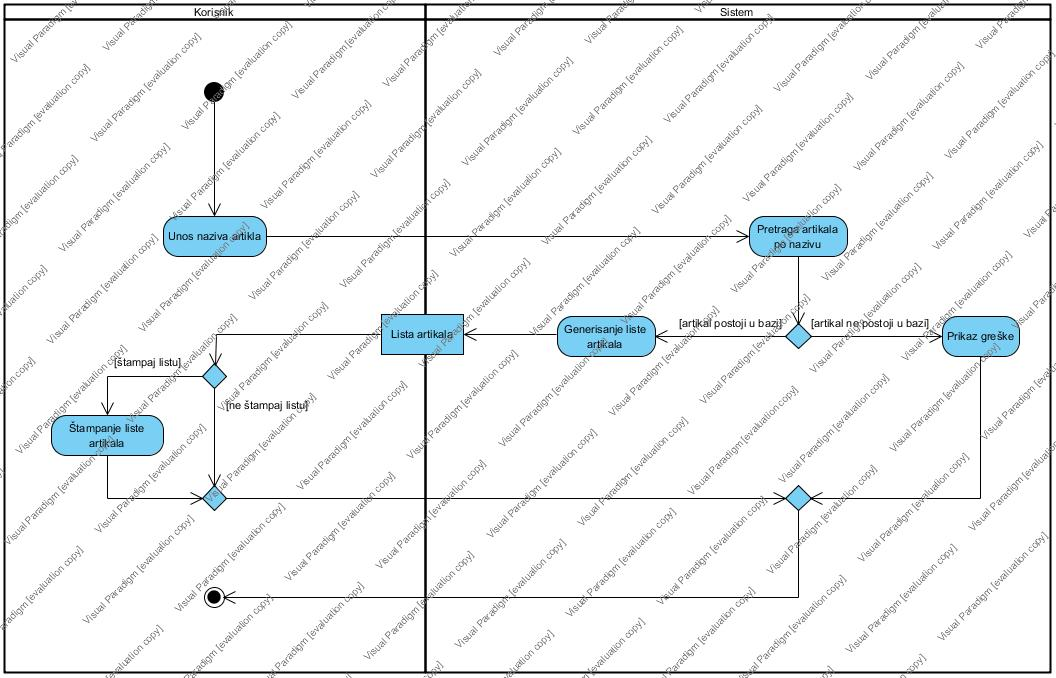 Korisnik
Sistem
Unos naziva artikla
Pretraga artikala
po nazivu
Lista artikala
Generisanje liste
artikala
[artikal postoji u bazi]
[artikal ne postoji u bazi]
Prikaz greške
[štampaj listu]
[ne štampaj listu]
Štampanje liste
artikala
Visual Paradigm [evaluation copy]